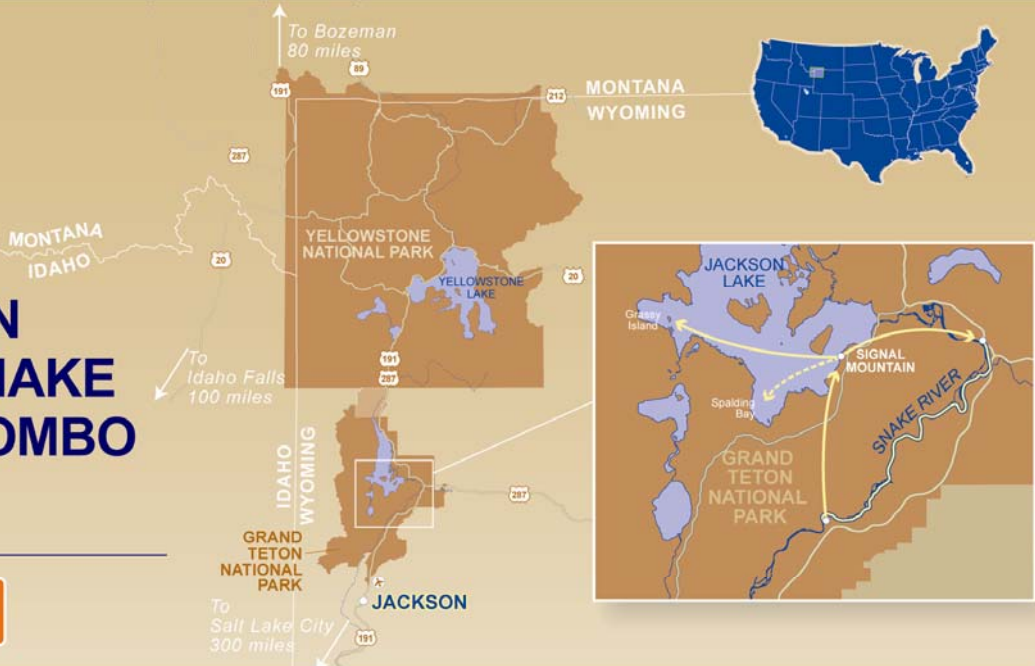 To Bozeman
80 miles
89
191
212
MONTANA
WYOMING
287
MONTANA
IDAHO
20
YELLOWSTONE
NATIONAL PARK
YELLOWSTONE
LAKE
20
191
287
To
Idaho Falls
100 miles
N
NAKE
OMBO
IDAHO
WYOMING
287
GRAND
TETON
NATIONAL
PARK
JACKSON
To
Salt Lake City
300 miles
191
JACKSON
LAKE
Grassy
Island
SIGNAL
MOUNTAIN
Spalding
Bay
SNAKE RIVER
GRAND
TETON
NATIONAL
PARK